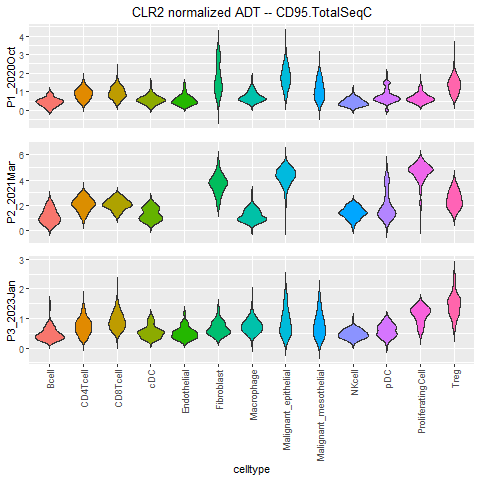 CLR2 normalized ADT -- CD95.TotalSeqC
P1_2020Oct
4
3
2
1
0
P2_2021Mar
6
4
2
0
P3_2023Jan
3
2
1
0
Bcell
CD4Tcell
CD8Tcell
cDC
Endothelial
Fibroblast
Macrophage
Malignant_epithelial
Malignant_mesothelial
NKcell
pDC
ProliferatingCell
Treg
celltype